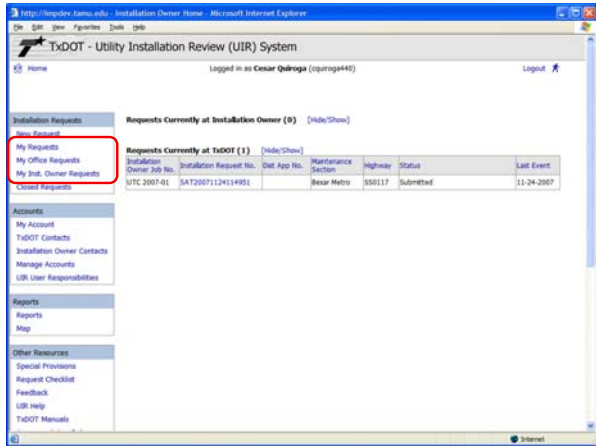 http://impdev.tamu.edu - Installation Owner Home - Microsoft Internet Explorer
File Edit View Favorites Tools Help
TxDOT - Utility Installation Review (UIR) System
Home Logged in as Cesar Quiroga (cquiroga440) Logout
Installation Requests
New Request
My Requests
My Office Requests
My Inst. Owner Requests
Closed Requests
Accounts
My Account
TxDOT Contacts
Installation Owner Contacts
Manage Accounts
UIR User Responsibilities
Reports
Reports
Map
Other Resources
Special Provisions
Request Checklist
Feedback
UIR Help
TxDOT Manuals
Requests Currently at Installation Owner (0) [Hide/Show]
Requests Currently at TxDOT (1) [Hide/Show]
Installation Owner Job No. Installation Request No. Dist App No. Maintenance Section Highway Status Last Event
UTC 2007-01 SAT20071124114951 Bexar Metro SS0117 Submitted 11-24-2007
Internet